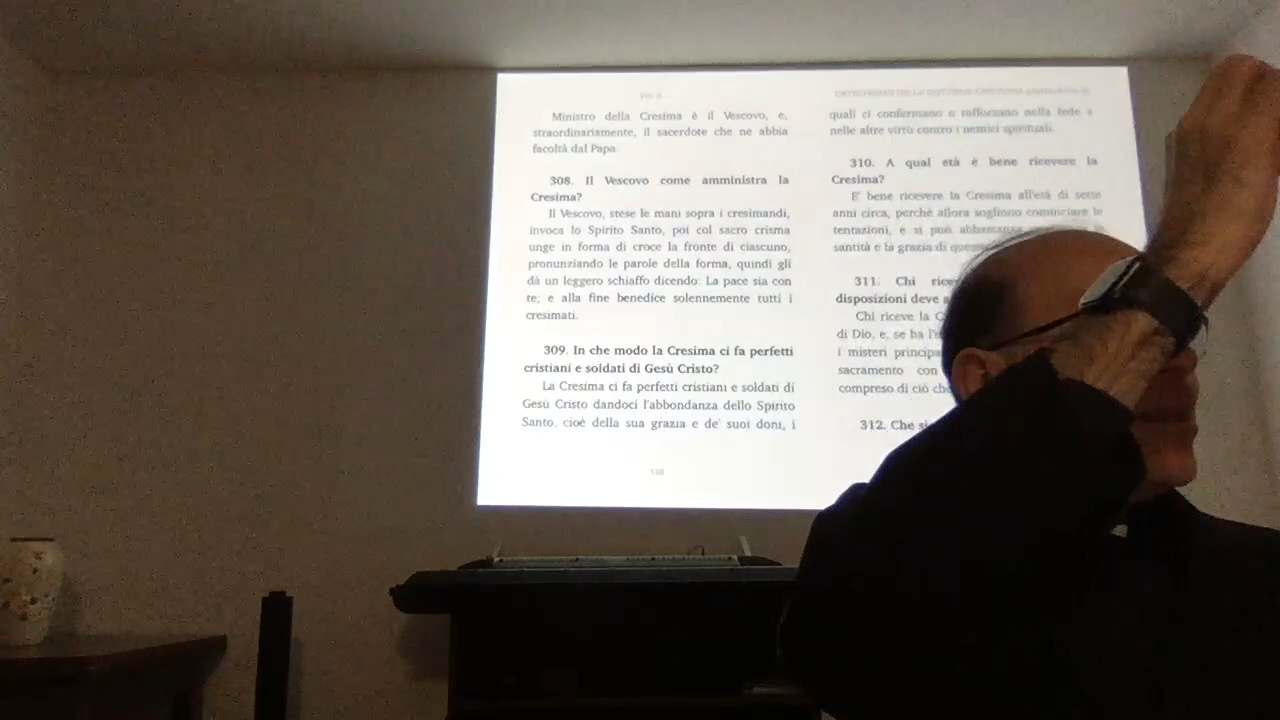 Pio X
Ministro della Cresima è il Vescovo, e,
straordinariamente, il sacerdote che ne abbia
facoltà dal Papa.
308. Il Vescovo come amministra la
Cresima?
Il Vescovo, stese le mani sopra i cresimandi,
invoca lo Spirito Santo, poi col sacro crisma
unge in forma di croce la fronte di ciascuno,
pronunziando le parole della forma, quindi gli
dà un leggero schiaffo dicendo: La pace sia con
te; e alla fine benedice solennemente tutti i
cresimati.
309. In che modo la Cresima ci fa perfetti
cristiani e soldati di Gesù Cristo?
La Cresima ci fa perfetti cristiani e soldati di
Gesù Cristo dandoci l'abbondanza dello Spirito
Santo, cioè della sua grazia e de' suoi doni, i
138
CATECHISMO DELLA DOTTRINA CRISTIANA
quali ci confermano o rafforzano nella fede e
nelle altre virtù contro i nemici spirituali.
310. A qual età è bene ricevere la
Cresima?
E' bene ricevere la Cresima all'età di sette
anni circa, perché allora sogliono cominciare le
tentazioni, e si può
santità e la grazia di
311. Chi
disposizioni deve
Chi riceve la
di Dio, e, se ha
i misteri
sacramento con
compreso di ciò
312. Che